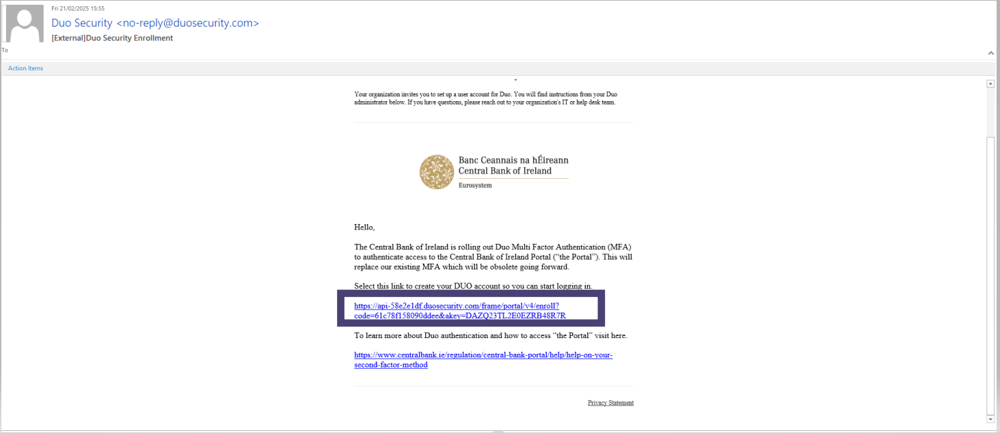 Fri 21/02/2025 15:55
Duo Security <no-reply@duosecurity.com>
[External]Duo Security Enrollment
To
Action Items
Your organization invites you to set up a user account for Duo. You will find instructions from your Duo
administrator below. If you have questions, please reach out to your organization's IT or help desk team.
Banc Ceannais na hÉireann
Central Bank of Ireland
Eurosystem
Hello,
The Central Bank of Ireland is rolling out Duo Multi Factor Authentication (MFA)
to authenticate access to the Central Bank of Ireland Portal (“the Portal”). This will
replace our existing MFA which will be obsolete going forward.
Select this link to create your DUO account so you can start logging in.
https://api-58e2e1df.duosecurity.com/frame/portal/v4/enroll?
code=61c78f158090ddee&akey=DAZQ23TL2E0EZRB48R7R
To learn more about Duo authentication and how to access “the Portal” visit here.
https://www.centralbank.ie/regulation/central-bank-portal/help/help-on-your-
second-factor-method
Privacy Statement